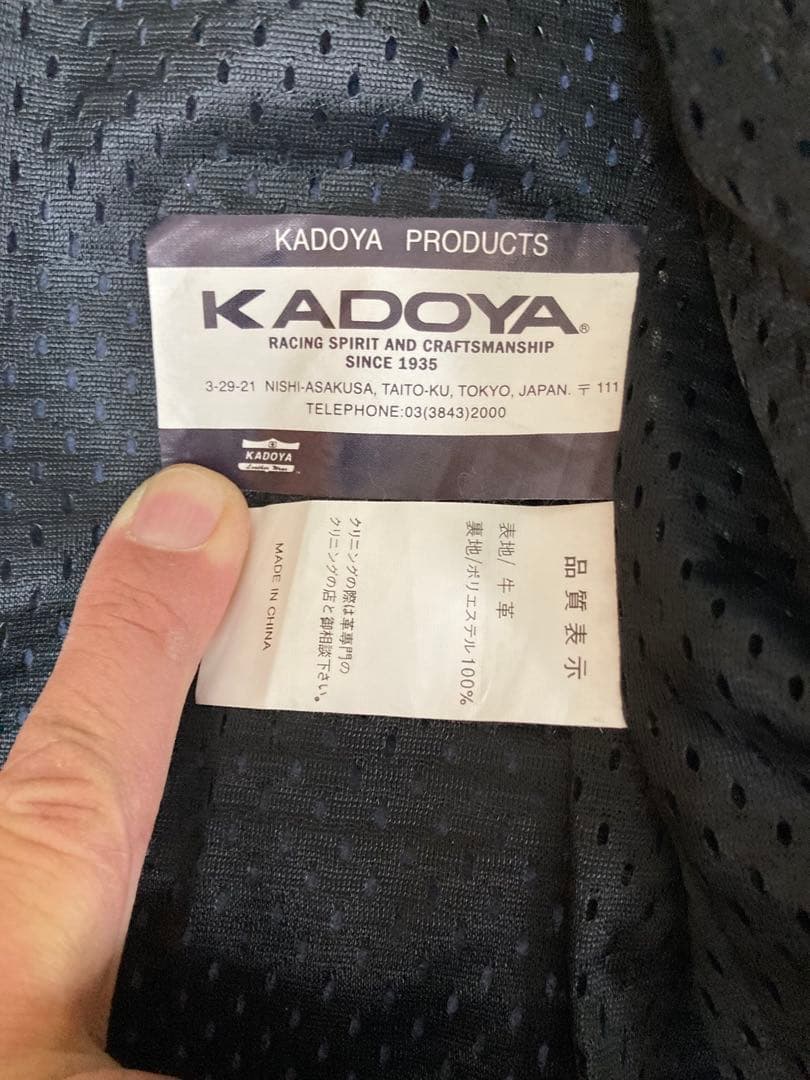 KADOYA PRODUCTS
KADOYA®
RACING SPIRIT AND CRAFTSMANSHIP
SINCE 1935
3-29-21 NISHI-ASAKUSA, TAITO-KU, TOKYO, JAPAN. 〒 111
TELEPHONE:03(3843)2000
KADOYA
Leather Wear
品質表示
表地/ 牛革
裏地/ポリエステル100%
クリニングの際は革専門の
クリニングの店と御相談下さい。
MADE IN CHINA